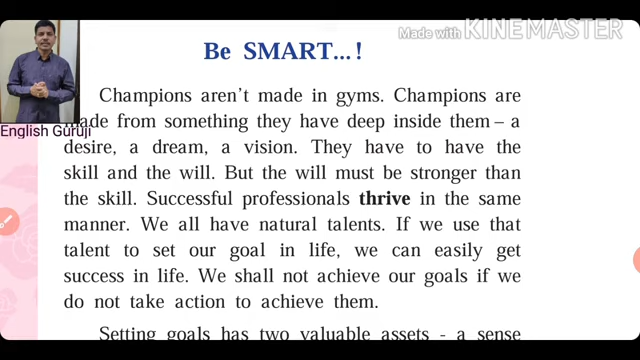 Made with KINEMASTER
Be SMART...!
Champions aren't made in gyms. Champions are
made from something they have deep inside them – a
English Guruji
desire, a dream, a vision. They have to have the
skill and the will. But the will must be stronger than
the skill. Successful professionals thrive in the same
manner. We all have natural talents. If we use that
talent to set our goal in life, we can easily get
success in life. We shall not achieve our goals if we
do not take action to achieve them.
Setting goals has two valuable assets - a sense